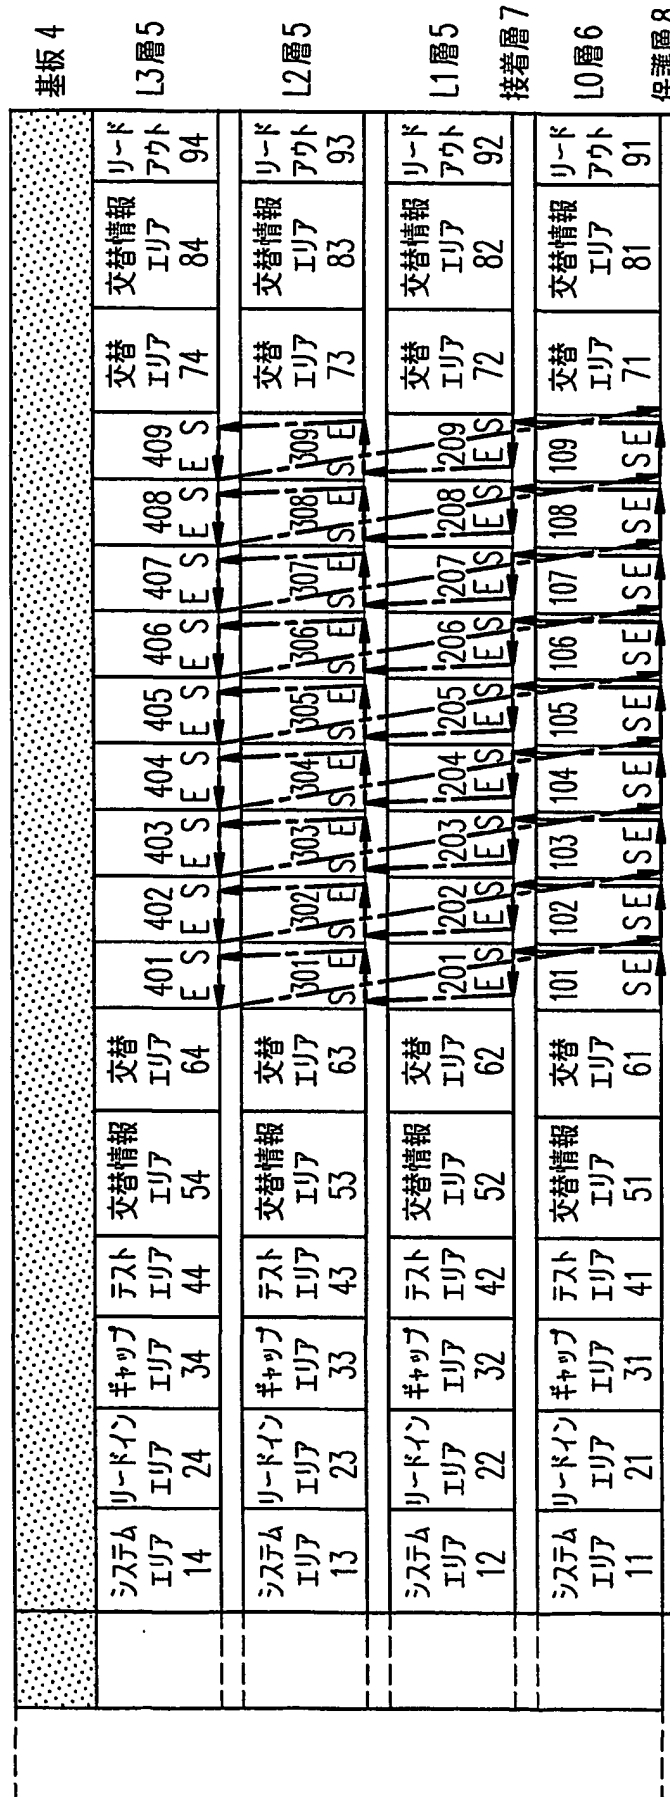 基板 4
システム
エリア
14
リードイン
エリア
24
ギャップ
エリア
34
テスト
エリア
44
交替情報
エリア
54
交替
エリア
64
401
E S
402
E S
403
E S
404
E S
405
E S
406
E S
407
E S
408
E S
409
E S
交替
エリア
74
交替情報
エリア
84
リード
アウト
94
L3層5
システム
エリア
13
リードイン
エリア
23
ギャップ
エリア
33
テスト
エリア
43
交替情報
エリア
53
交替
エリア
63
301
S E
302
S E
303
S E
304
S E
305
S E
306
S E
307
S E
308
S E
309
S E
交替
エリア
73
交替情報
エリア
83
リード
アウト
93
L2層5
システム
エリア
12
リードイン
エリア
22
ギャップ
エリア
32
テスト
エリア
42
交替情報
エリア
52
交替
エリア
62
201
E S
202
E S
203
E S
204
E S
205
E S
206
E S
207
E S
208
E S
209
E S
交替
エリア
72
交替情報
エリア
82
リード
アウト
92
L1層5
接着層7
システム
エリア
11
リードイン
エリア
21
ギャップ
エリア
31
テスト
エリア
41
交替情報
エリア
51
交替
エリア
61
101
S E
102
S E
103
S E
104
S E
105
S E
106
S E
107
S E
108
S E
109
S E
交替
エリア
71
交替情報
エリア
81
リード
アウト
91
L0層6
保護層8